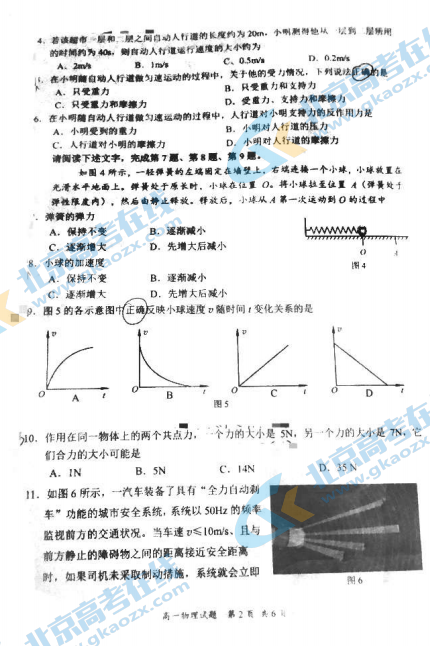 4. 若该超市一层和二层之间自动人行道的长度约为20m,小明测得他从一层到二层所用
的时间约为40s,则自动人行道运行速度的大小约为
A. 2m/s B. 1m/s C. 0.5m/s D. 0.2m/s
在小明随自动人行道做匀速运动的过程中,关于他的受力情况,下列说法正确的是
A. 只受重力 B. 只受重力和支持力
C. 只受重力和摩擦力 D. 受重力、支持力和摩擦力
6. 在小明随自动人行道做匀速运动的过程中,人行道对小明支持力的反作用力是
A. 小明受到的重力 B. 小明对人行道的压力
C. 人行道对小明的摩擦力 D. 小明对人行道的摩擦力
请阅读下述文字,完成第7题、第8题、第9题。
如图4所示,一轻弹簧的左端固定在墙壁上,右端连接一个小球,小球放置在
光滑水平地面上。弹簧处于原长时,小球在位置O。将小球拉至位置A(弹簧处于
弹性限度内),然后由静止释放。释放后,小球从A第一次运动到O的过程中
弹簧的弹力
A. 保持不变 B. 逐渐减小
C. 逐渐增大 D. 先增大后减小
O A
图4
8. 小球的加速度
A. 保持不变 B. 逐渐减小
C. 逐渐增大 D. 先增大后减小
9. 图5的各示意图中正确反映小球速度v随时间t变化关系的是
v v v v
O t O t O t O t
A B C D
图5
10. 作用在同一物体上的两个共点力,一个力的大小是5N,另一个力的大小是7N,它
们合力的大小可能是
A. 1N B. 5N C. 14N D. 35N
11. 如图6所示,一汽车装备了具有“全力自动刹
车”功能的城市安全系统,系统以50Hz的频率
监视前方的交通状况。当车速v≤10m/s、且与
前方静止的障碍物之间的距离接近安全距离
时,如果司机未采取制动措施,系统就会立即
图6
高一物理试题 第2页 共6页
北京高考在线
www.gkaozx.com